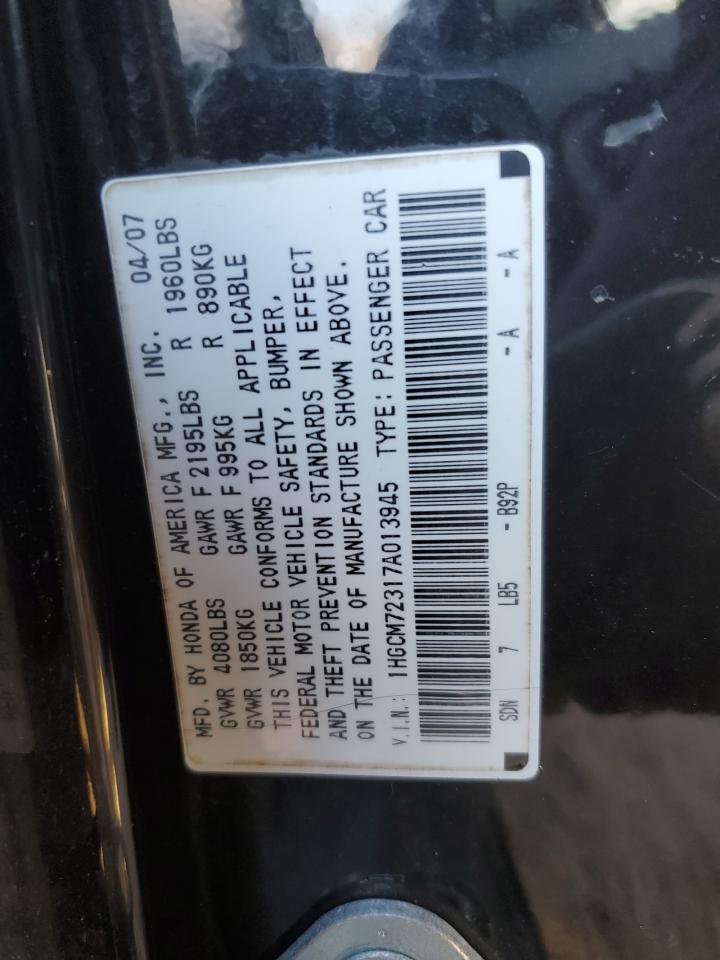 MFD. BY HONDA OF AMERICA MFG., INC. 04/07
GVWR 4080LBS GAWR F 2195LBS R 1960LBS
GVWR 1850KG GAWR F 995KG R 890KG
THIS VEHICLE CONFORMS TO ALL APPLICABLE
FEDERAL MOTOR VEHICLE SAFETY, BUMPER,
AND THEFT PREVENTION STANDARDS IN EFFECT
ON THE DATE OF MANUFACTURE SHOWN ABOVE.
V.I.N.: 1HGCM72317A013945 TYPE: PASSENGER CAR
SDN 7 LB5 - B92P - A - A